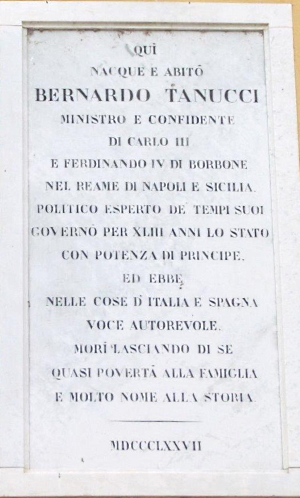 QUI
NACQUE E ABITÒ
BERNARDO TANUCCI
MINISTRO E CONFIDENTE
DI CARLO III
E FERDINANDO IV DI BORBONE
NEL REAME DI NAPOLI E SICILIA.
POLITICO ESPERTO DE' TEMPI SUOI
GOVERNÒ PER XLIII ANNI LO STATO
CON POTENZA DI PRINCIPE.
ED EBBE
NELLE COSE D'ITALIA E SPAGNA
VOCE AUTOREVOLE.
MORÌ LASCIANDO DI SE
QUASI POVERTÀ ALLA FAMIGLIA
E MOLTO NOME ALLA STORIA.
MDCCCLXXVII